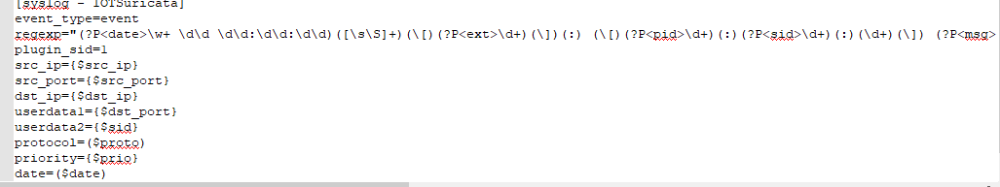 [syslog - IOTSuricata]
event_type=event
regexp="(?P<date>\w+ \d\d \d\d:\d\d:\d\d)([\s\S]+)(\[)(?P<ext>\d+)(\])(:) (\[)(?P<pid>\d+)(:)(?P<sid>\d+)(:)(\d+)(\]) (?P<msg>
plugin_sid=1
src_ip={$src_ip}
src_port={$src_port}
dst_ip={$dst_ip}
userdata1={$dst_port}
userdata2={$sid}
protocol=($proto)
priority={$prio}
date=($date)